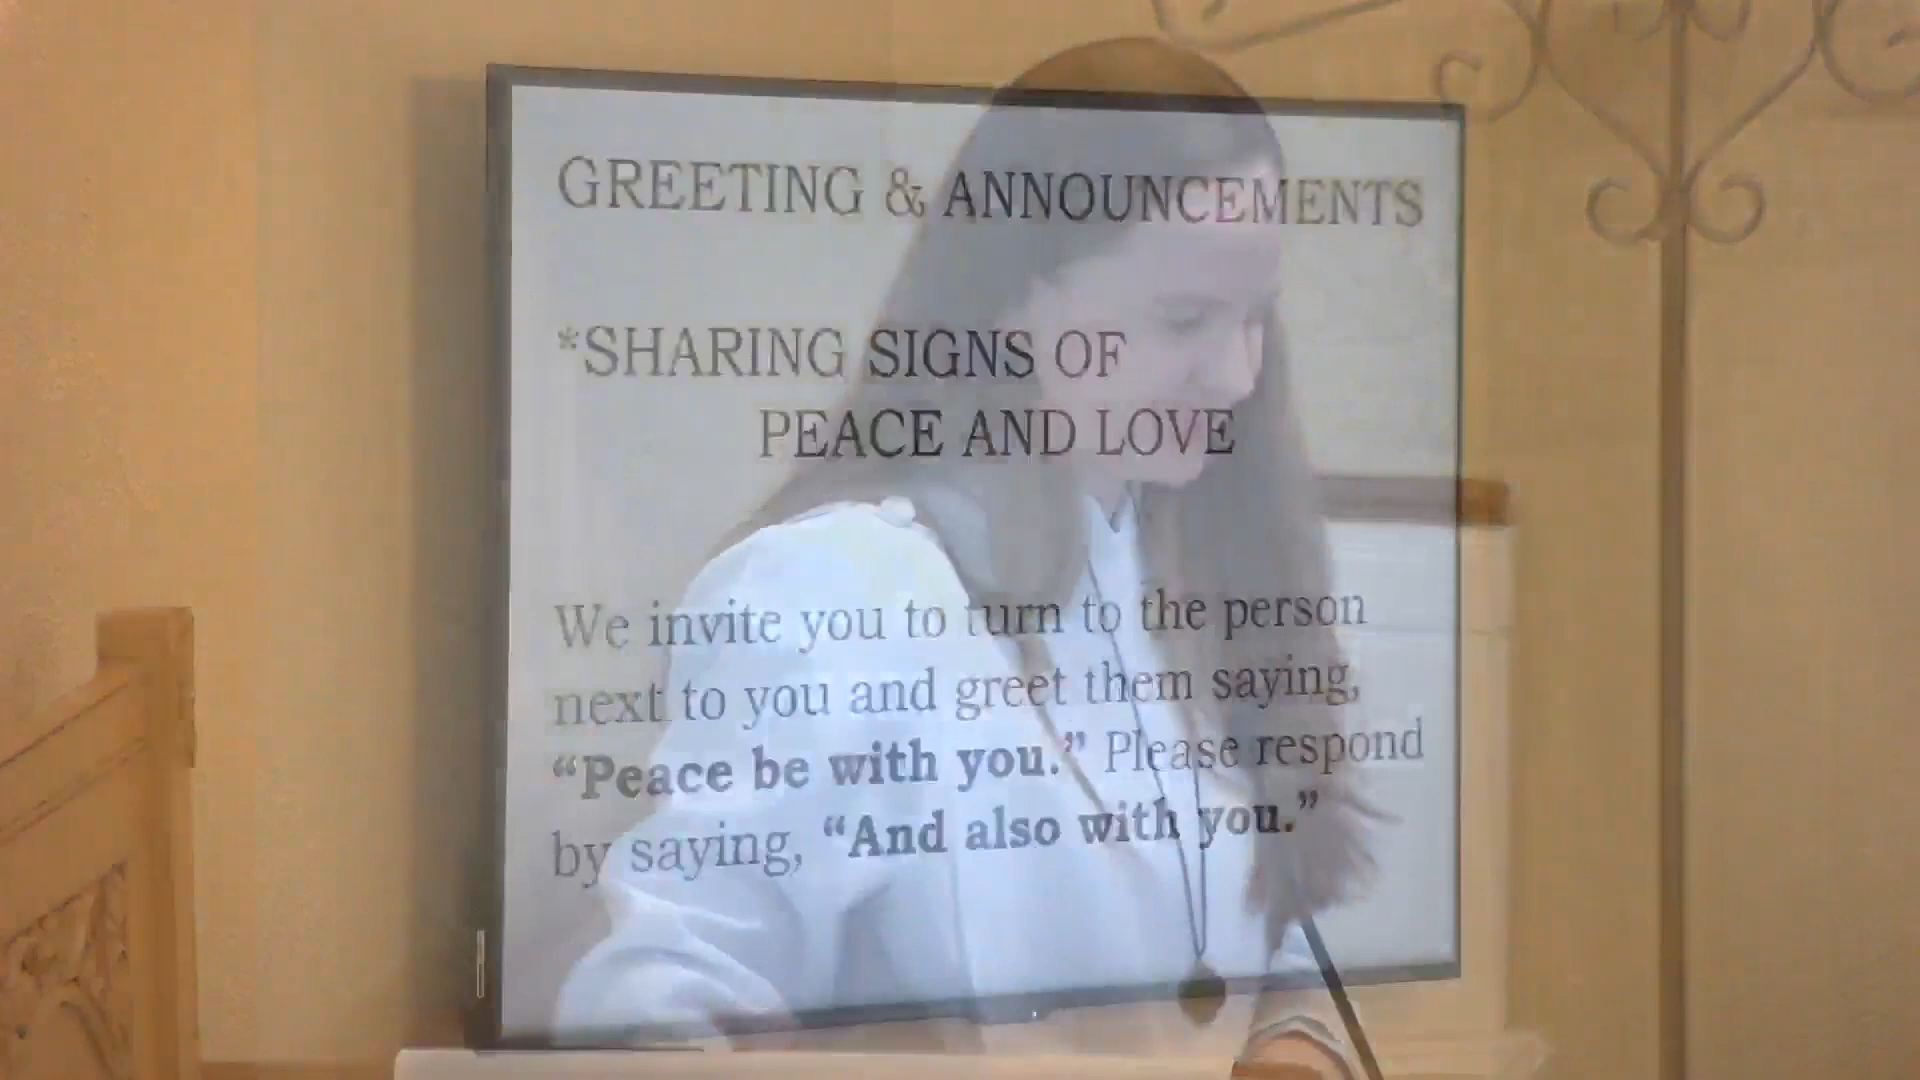 GREETING & ANNOUNCEMENTS
*SHARING SIGNS OF
PEACE AND LOVE
We invite you to turn to the person
next to you and greet them saying,
“Peace be with you.” Please respond
by saying, “And also with you.”